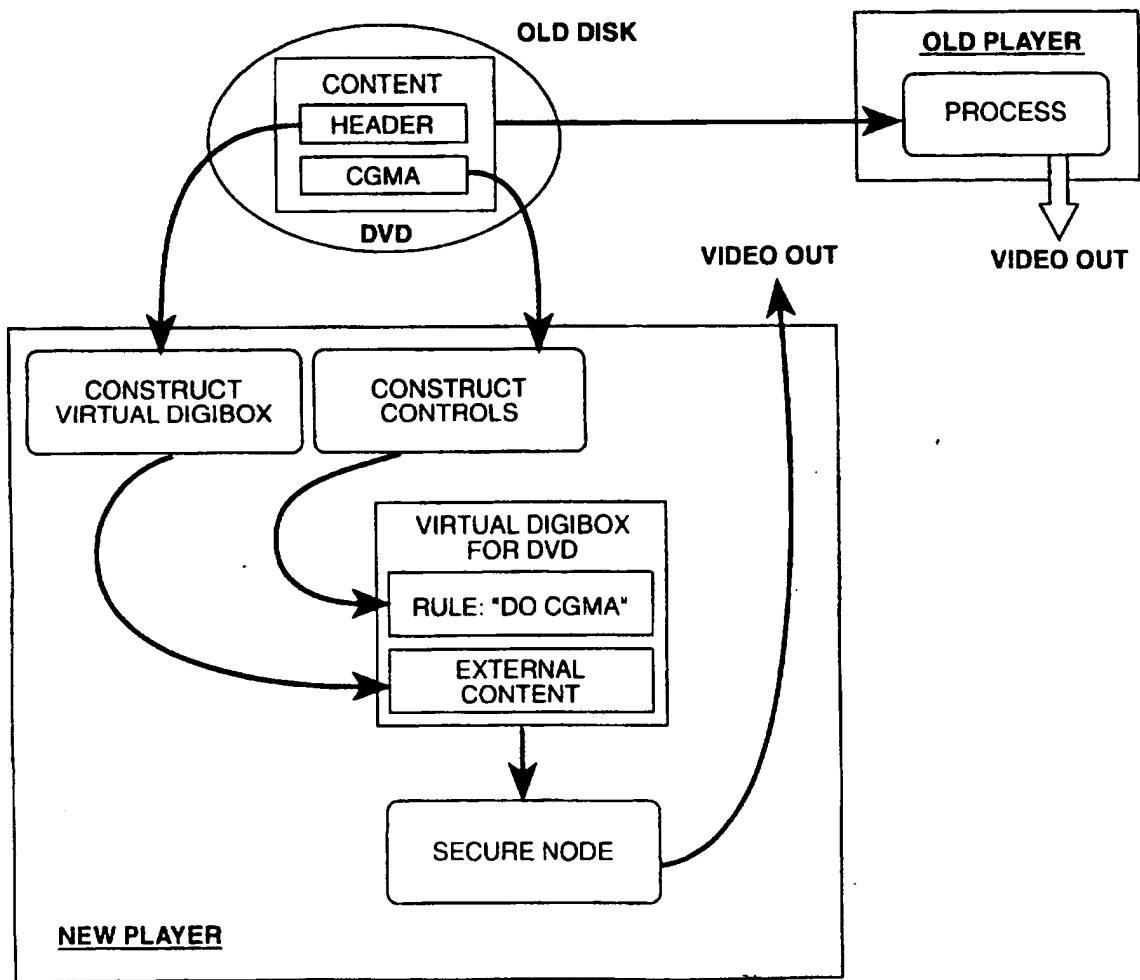 OLD DISK
CONTENT
HEADER
CGMA
DVD
OLD PLAYER
PROCESS
VIDEO OUT
VIDEO OUT
CONSTRUCT
VIRTUAL DIGIBOX
CONSTRUCT
CONTROLS
VIRTUAL DIGIBOX
FOR DVD
RULE: "DO CGMA"
EXTERNAL
CONTENT
SECURE NODE
NEW PLAYER